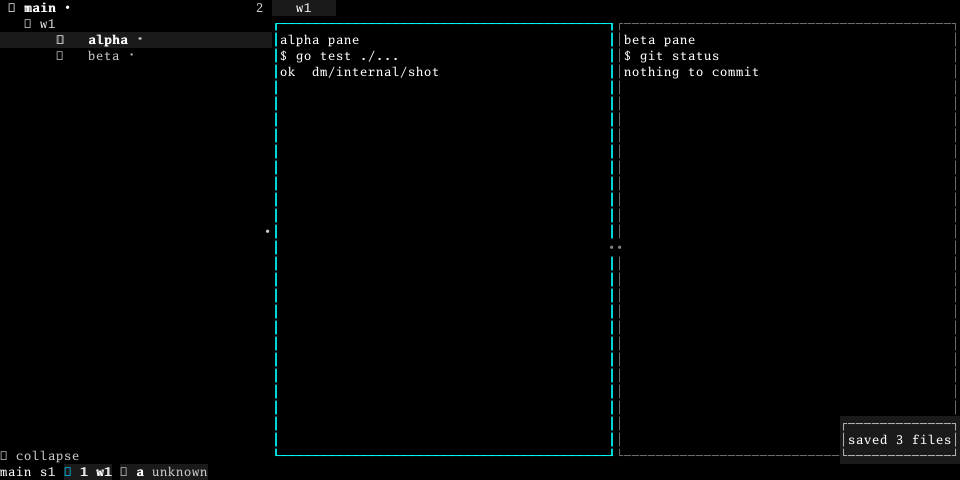 main • 2
w1
alpha •
beta •
collapse
w1
alpha pane
$ go test ./...
ok  dm/internal/shot
beta pane
$ git status
nothing to commit
saved 3 files
main s1 1 w1 a unknown